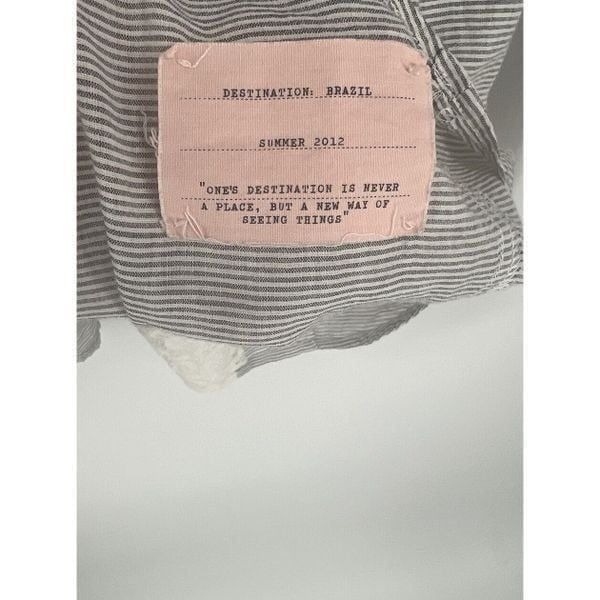 DESTINATION: BRAZIL
SUMMER 2012
"ONE'S DESTINATION IS NEVER
A PLACE, BUT A NEW WAY OF
SEEING THINGS"